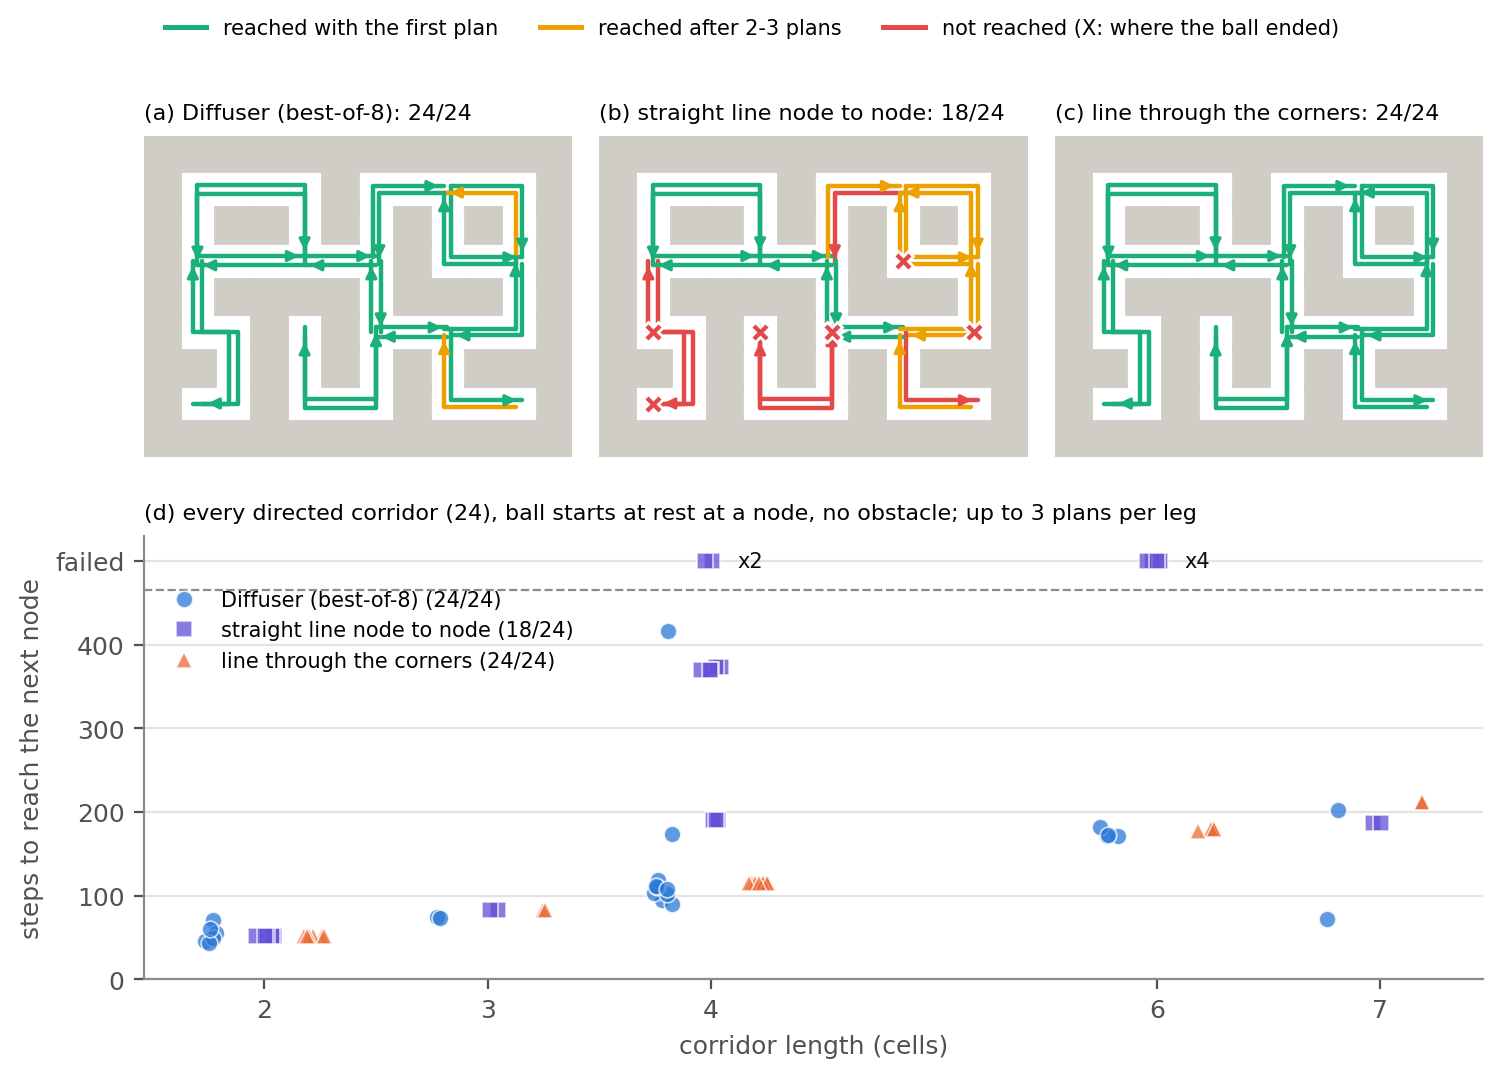 reached with the first plan
reached after 2-3 plans
not reached (X: where the ball ended)
(a) Diffuser (best-of-8): 24/24
(b) straight line node to node: 18/24
(c) line through the corners: 24/24
(d) every directed corridor (24), ball starts at rest at a node, no obstacle; up to 3 plans per leg
failed
x2
x4
Diffuser (best-of-8) (24/24)
straight line node to node (18/24)
line through the corners (24/24)
400
300
200
100
0
steps to reach the next node
2
3
4
6
7
corridor length (cells)